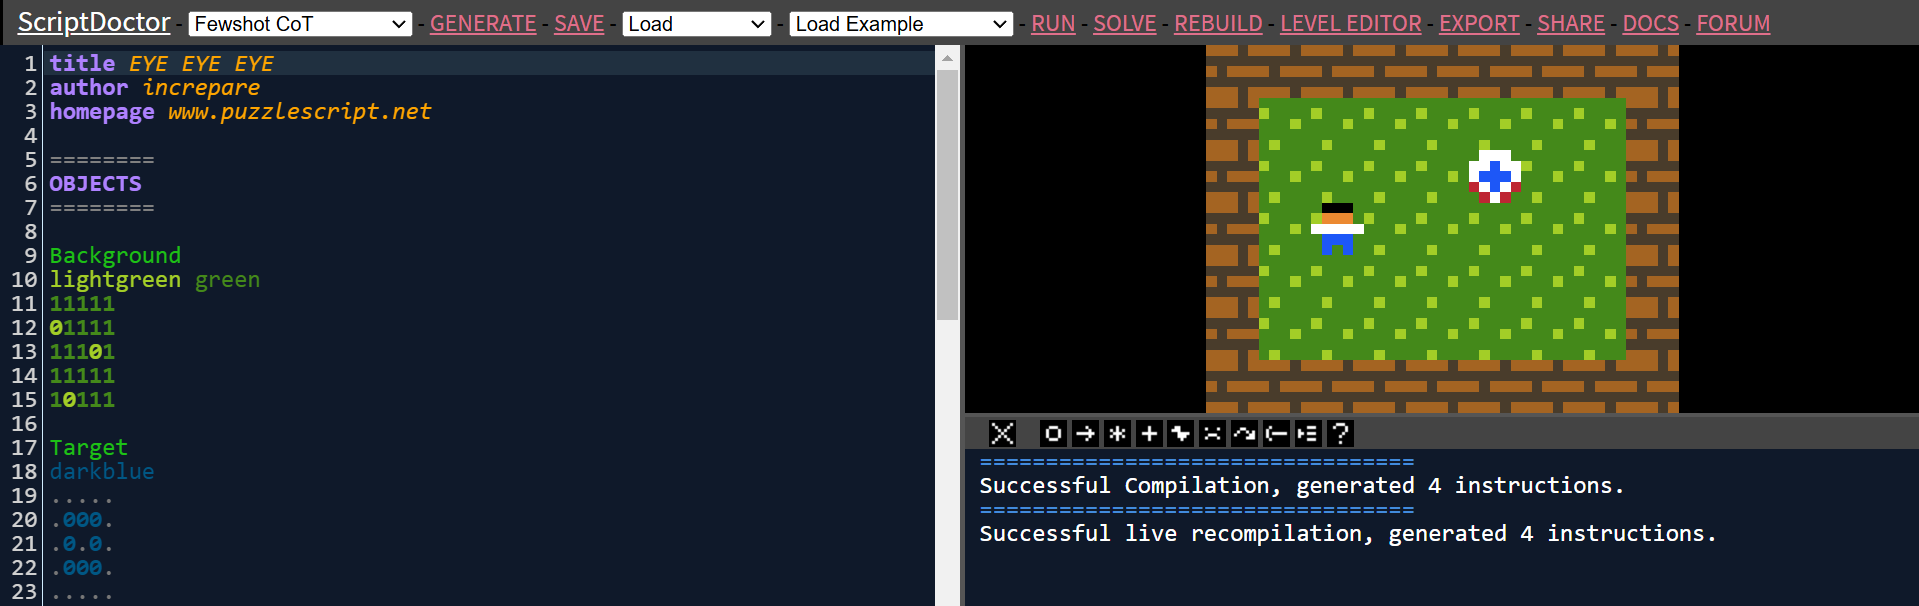 ScriptDoctor - Fewshot CoT - GENERATE - SAVE - Load - Load Example - RUN - SOLVE - REBUILD - LEVEL EDITOR - EXPORT - SHARE - DOCS - FORUM
1 title EYE EYE EYE
2 author increpare
3 homepage www.puzzlescript.net
4
5 ========
6 OBJECTS
7 ========
8
9 Background
10 lightgreen green
11 11111
12 01111
13 11101
14 11111
15 10111
16
17 Target
18 darkblue
19 .....
20 .000.
21 .0.0.
22 .000.
23 .....
=================================
Successful Compilation, generated 4 instructions.
=================================
Successful live recompilation, generated 4 instructions.